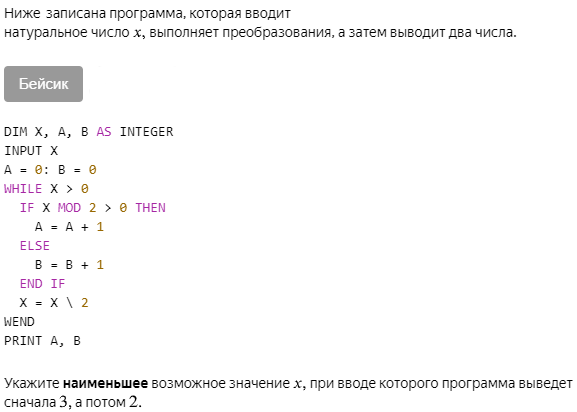 Ниже записана программа, которая вводит
натуральное число x, выполняет преобразования, а затем выводит два числа.
Бейсик
DIM X, A, B AS INTEGER
INPUT X
A = 0: B = 0
WHILE X > 0
  IF X MOD 2 > 0 THEN
    A = A + 1
  ELSE
    B = B + 1
  END IF
  X = X \ 2
WEND
PRINT A, B
Укажите наименьшее возможное значение x, при вводе которого программа выведет
сначала 3, а потом 2.